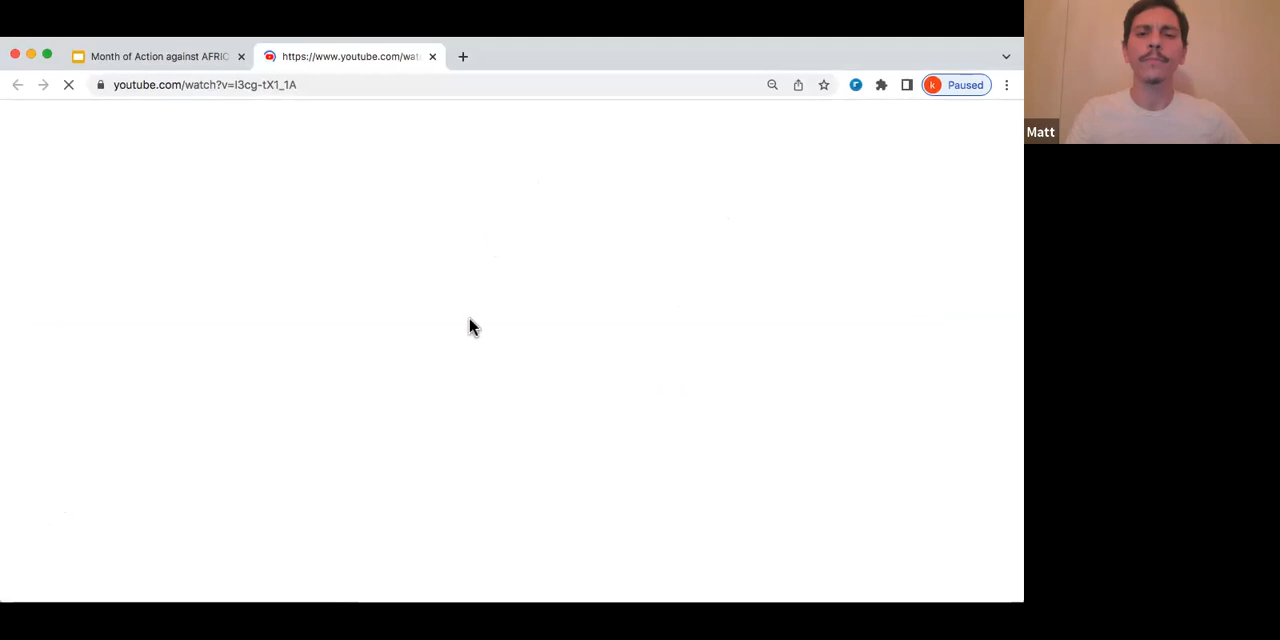 Month of Action against AFRIC
https://www.youtube.com/wat
youtube.com/watch?v=I3cg-tX1_1A
k Paused
Matt